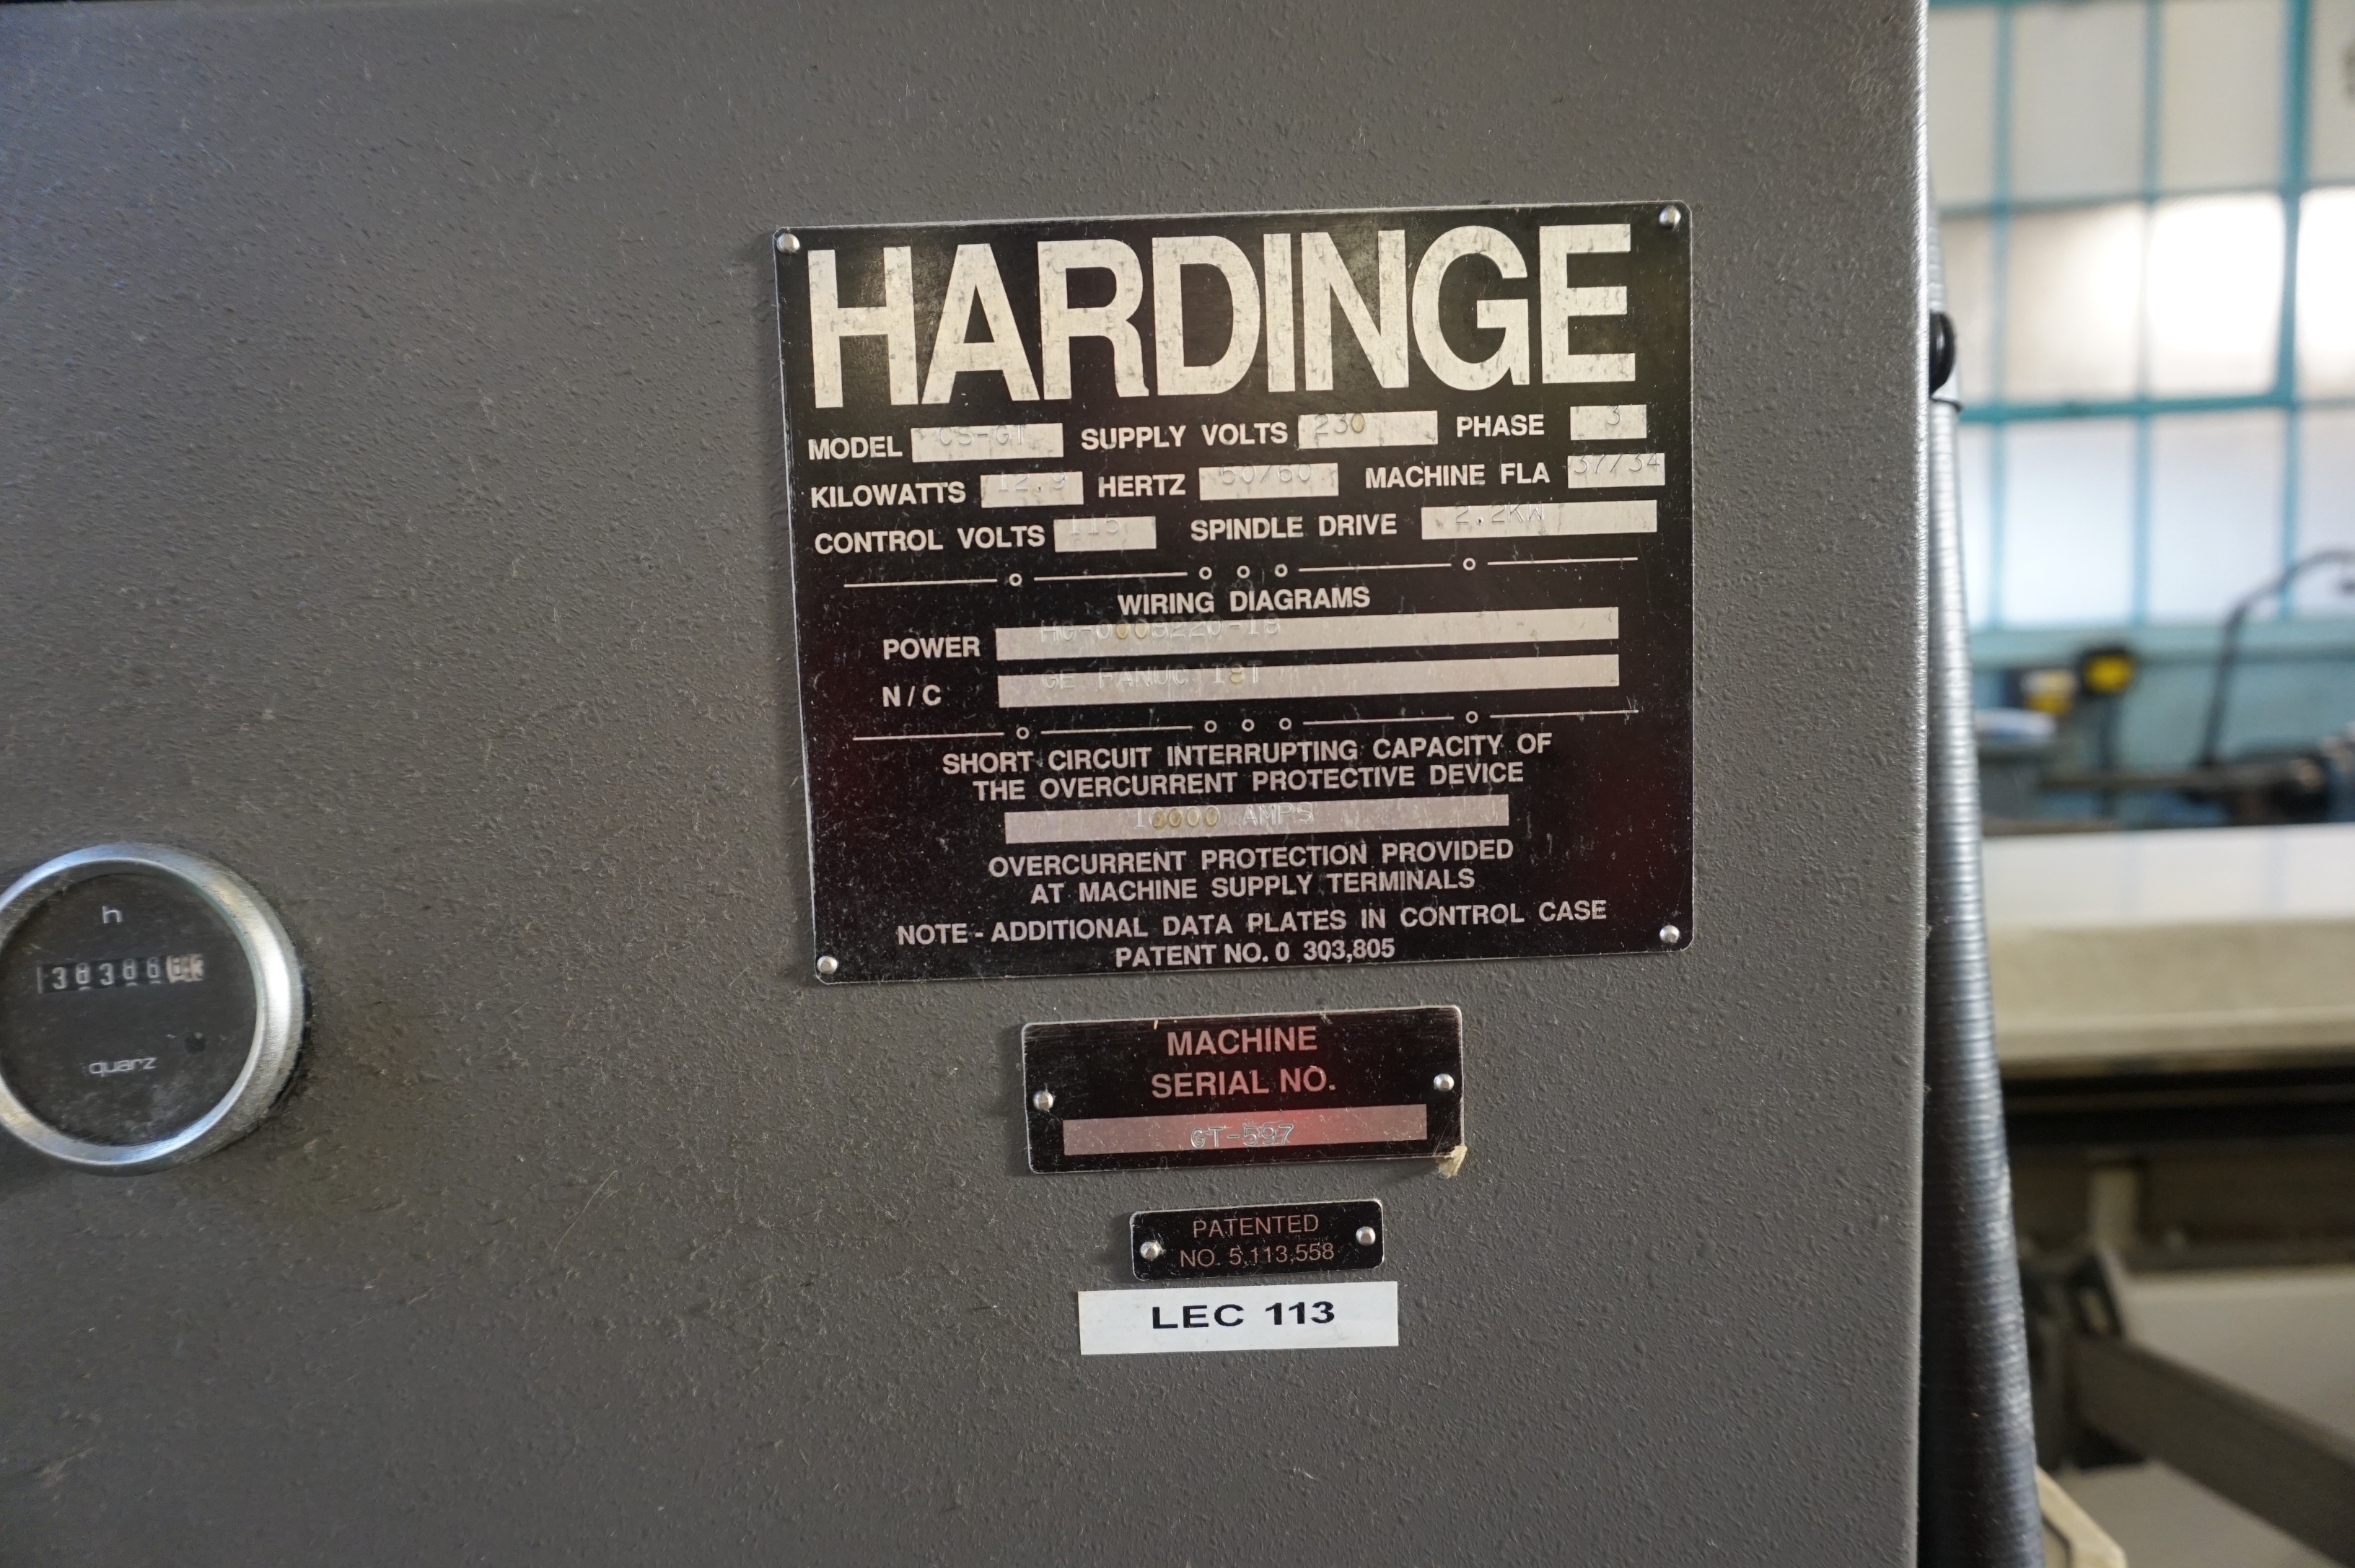 HARDINGE
MODEL CS-GT SUPPLY VOLTS 230 PHASE 3
KILOWATTS 12.9 HERTZ 50/60 MACHINE FLA 37/34
CONTROL VOLTS 115 SPINDLE DRIVE 2.2KW
WIRING DIAGRAMS
POWER
N/C GE FANUC 18T
SHORT CIRCUIT INTERRUPTING CAPACITY OF
THE OVERCURRENT PROTECTIVE DEVICE
10000 AMPS
OVERCURRENT PROTECTION PROVIDED
AT MACHINE SUPPLY TERMINALS
NOTE - ADDITIONAL DATA PLATES IN CONTROL CASE
PATENT NO. 0 303,805
h
quarz
MACHINE
SERIAL NO.
GT-597
PATENTED
NO. 5,113,558
LEC 113